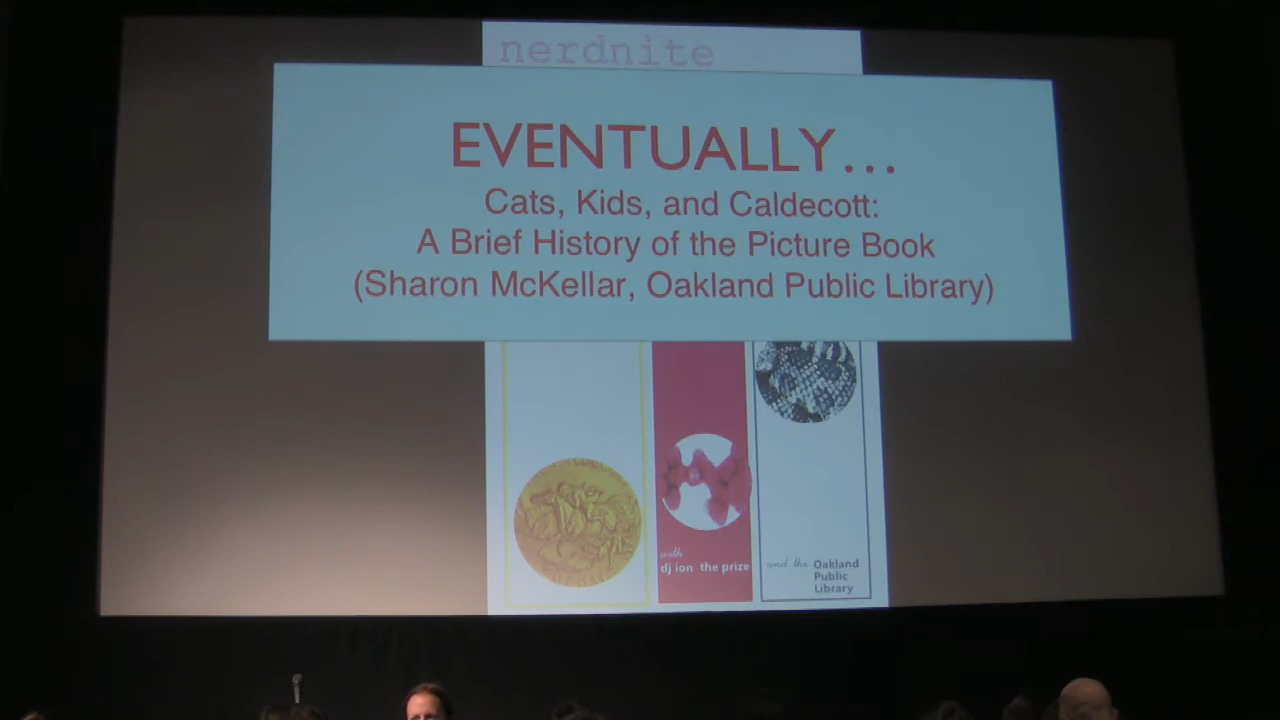 nerdnite
EVENTUALLY...
Cats, Kids, and Caldecott:
A Brief History of the Picture Book
(Sharon McKellar, Oakland Public Library)
with
dj ion the prize
and the Oakland
Public
Library